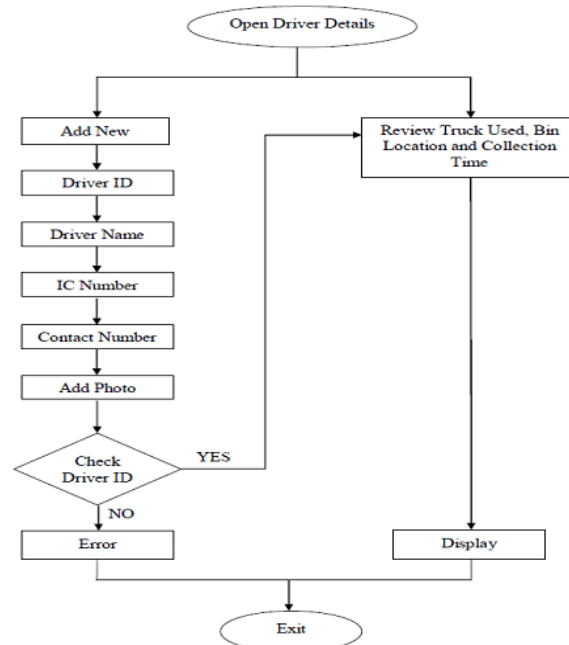 Open Driver Details
Add New
Driver ID
Driver Name
IC Number
Contact Number
Add Photo
Check
Driver ID
YES
NO
Error
Review Truck Used, Bin
Location and Collection
Time
Display
Exit